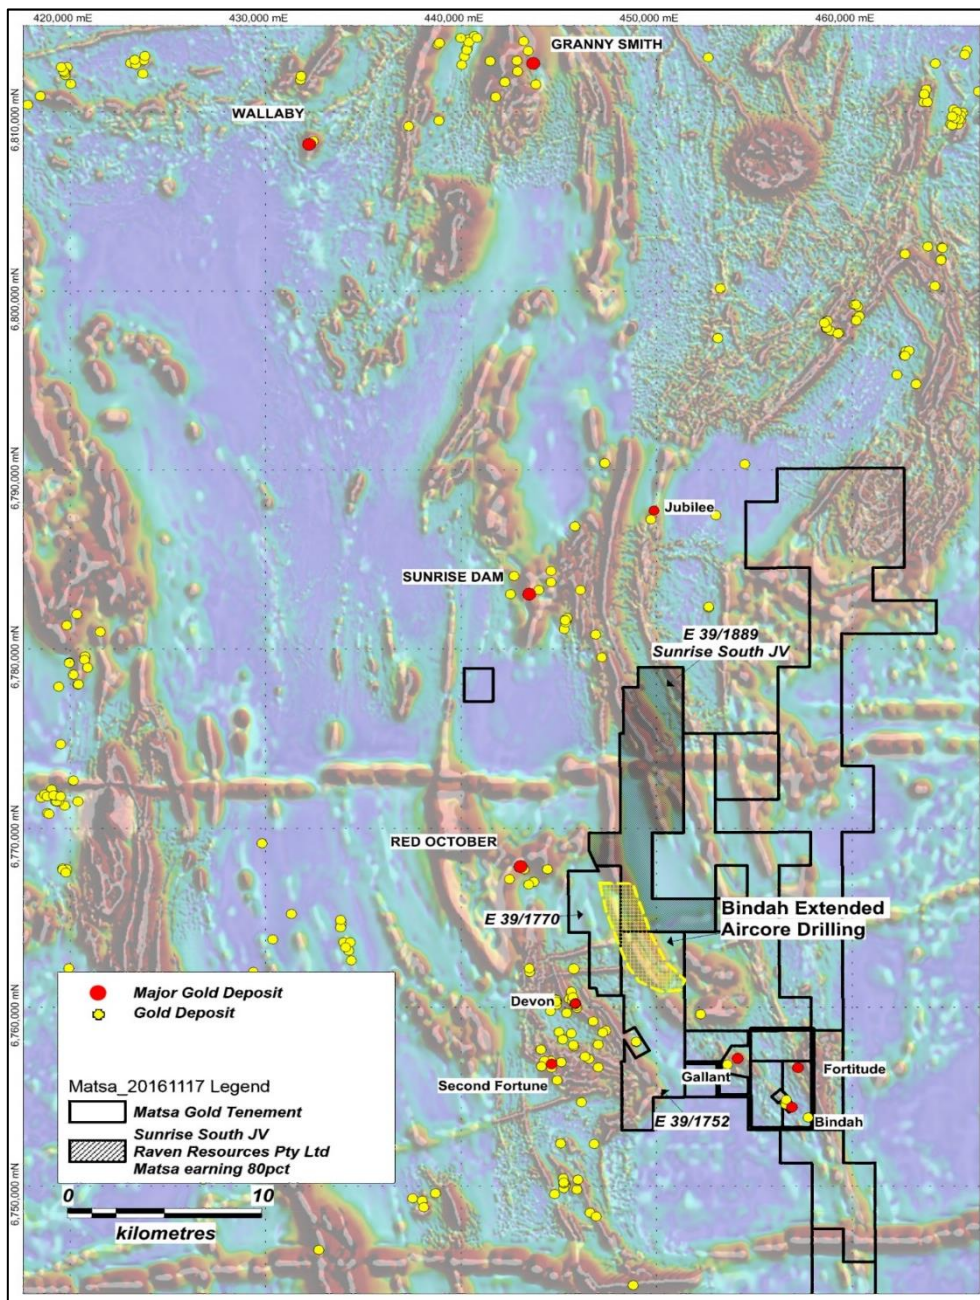 420,000 mE
430,000 mE
440,000 mE
450,000 mE
460,000 mE
6,810,000 mN
6,800,000 mN
6,790,000 mN
6,780,000 mN
6,770,000 mN
6,760,000 mN
6,750,000 mN
GRANNY SMITH
WALLABY
Jubilee
SUNRISE DAM
E 39/1889
Sunrise South JV
RED OCTOBER
E 39/1770
Bindah Extended
Aircore Drilling
Devon
Second Fortune
Gallant
Fortitude
Bindah
E 39/1752
Major Gold Deposit
Gold Deposit
Matsa_20161117 Legend
Matsa Gold Tenement
Sunrise South JV
Raven Resources Pty Ltd
Matsa earning 80pct
0 10
kilometres